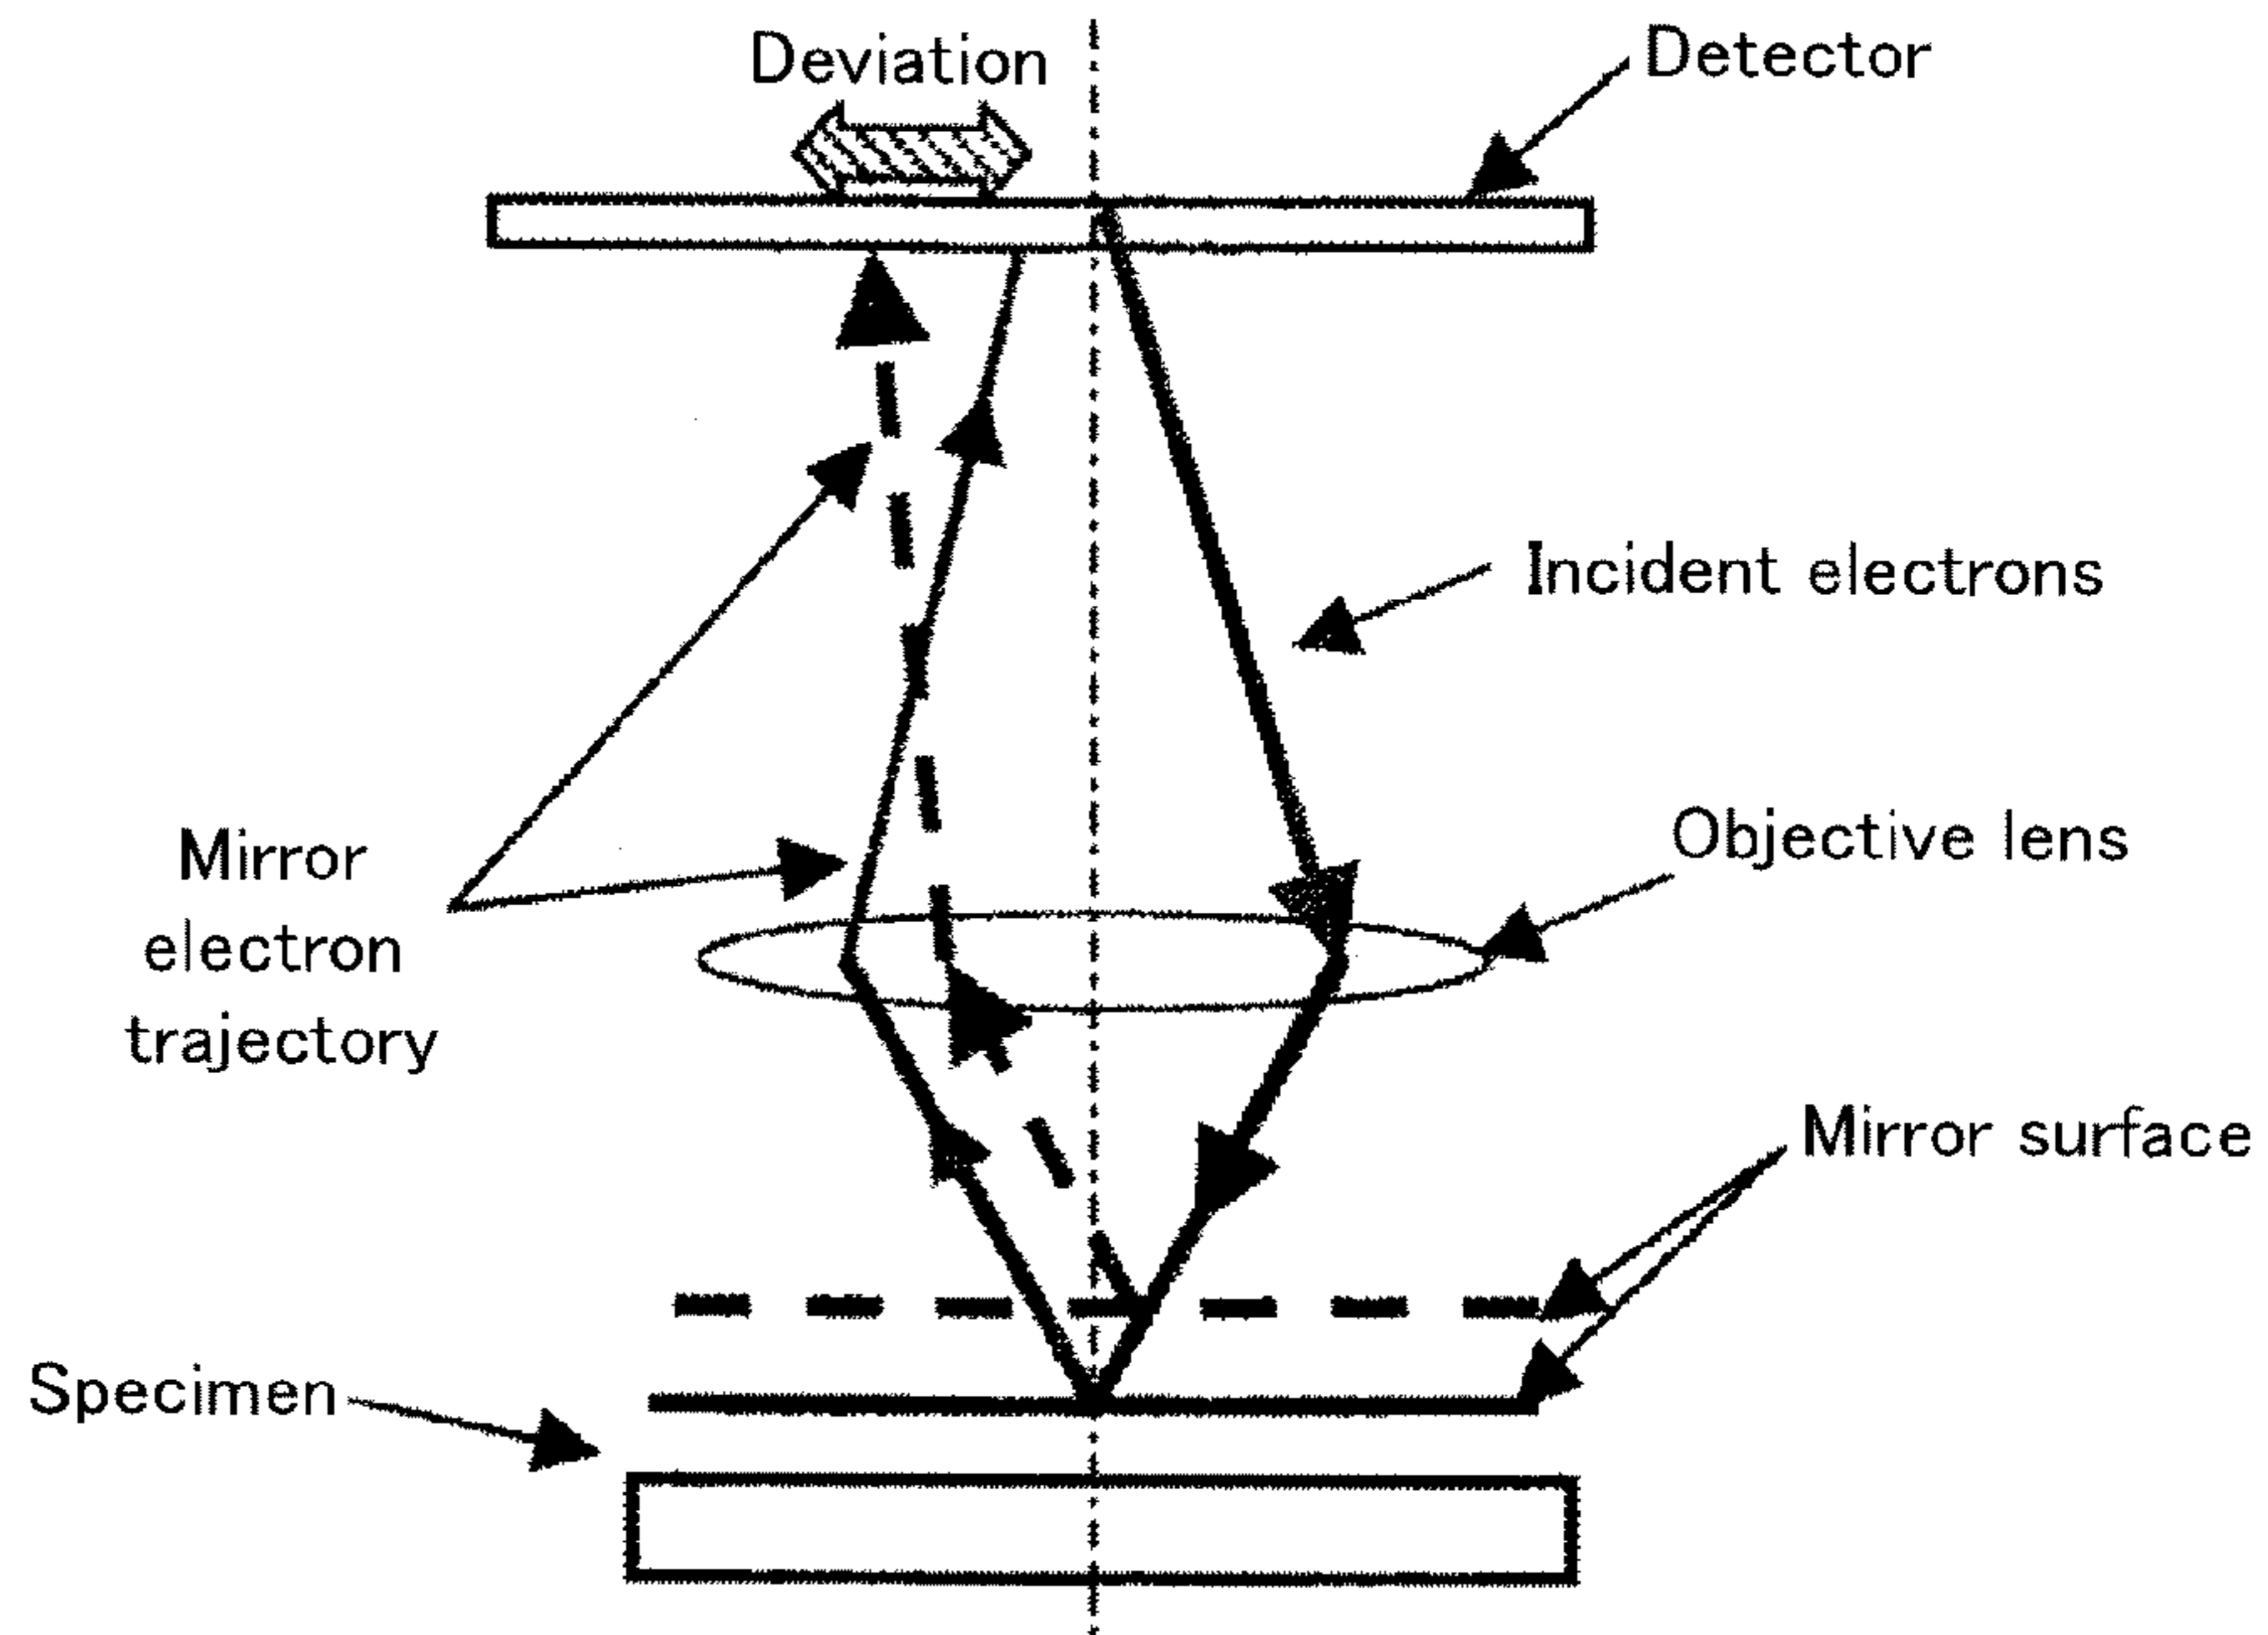 Deviation
Detector
Incident electrons
Objective lens
Mirror
electron
trajectory
Mirror surface
Specimen